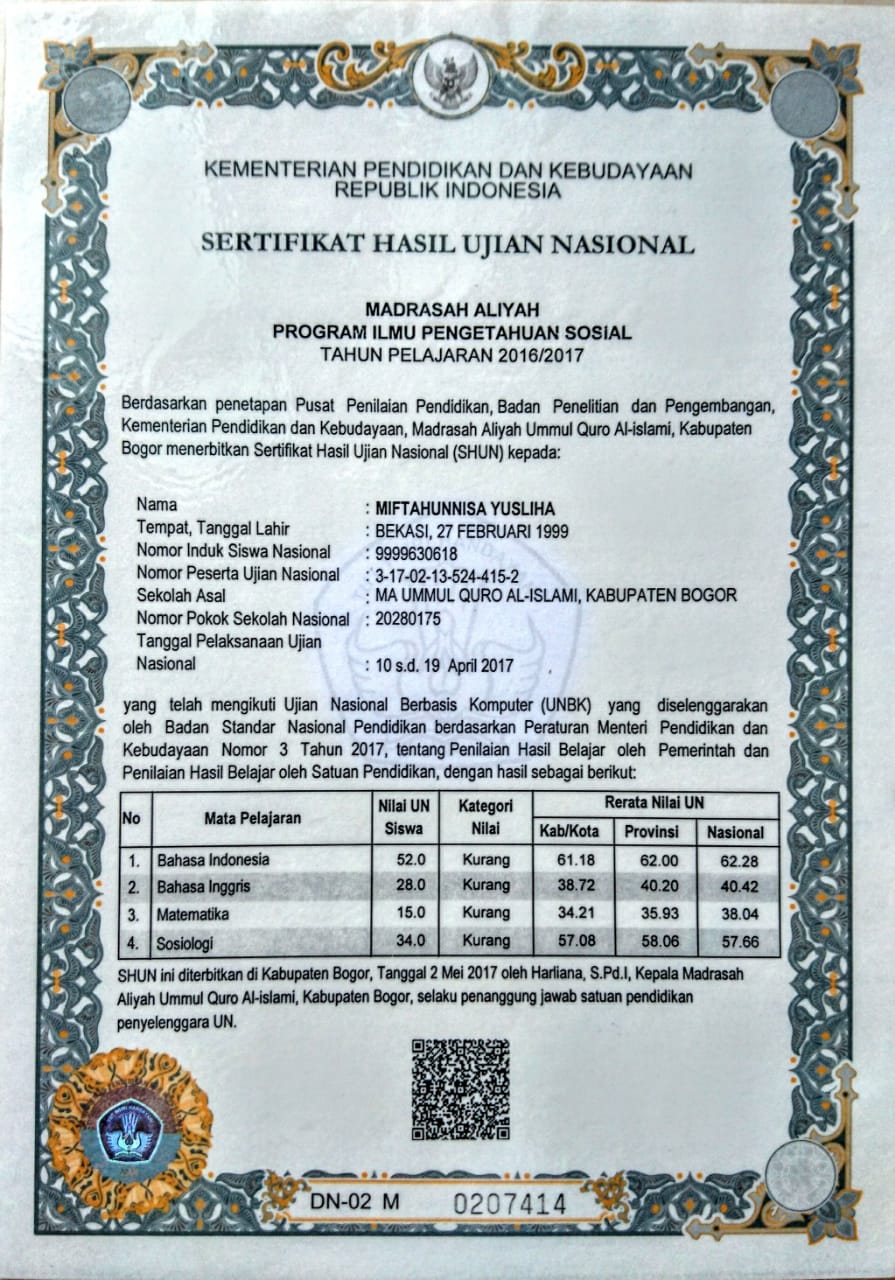 KEMENTERIAN PENDIDIKAN DAN KEBUDAYAAN
REPUBLIK INDONESIA
SERTIFIKAT HASIL UJIAN NASIONAL
MADRASAH ALIYAH
PROGRAM ILMU PENGETAHUAN SOSIAL
TAHUN PELAJARAN 2016/2017
Berdasarkan penetapan Pusat Penilaian Pendidikan, Badan Penelitian dan Pengembangan,
Kementerian Pendidikan dan Kebudayaan, Madrasah Aliyah Ummul Quro Al-islami, Kabupaten
Bogor menerbitkan Sertifikat Hasil Ujian Nasional (SHUN) kepada:
Nama : MIFTAHUNNISA YUSLIHA
Tempat, Tanggal Lahir : BEKASI, 27 FEBRUARI 1999
Nomor Induk Siswa Nasional : 9999630618
Nomor Peserta Ujian Nasional : 3-17-02-13-524-415-2
Sekolah Asal : MA UMMUL QURO AL-ISLAMI, KABUPATEN BOGOR
Nomor Pokok Sekolah Nasional : 20280175
Tanggal Pelaksanaan Ujian
Nasional : 10 s.d. 19 April 2017
yang telah mengikuti Ujian Nasional Berbasis Komputer (UNBK) yang diselenggarakan
oleh Badan Standar Nasional Pendidikan berdasarkan Peraturan Menteri Pendidikan dan
Kebudayaan Nomor 3 Tahun 2017, tentang Penilaian Hasil Belajar oleh Pemerintah dan
Penilaian Hasil Belajar oleh Satuan Pendidikan, dengan hasil sebagai berikut:
No Mata Pelajaran Nilai UN Siswa Kategori Nilai Rerata Nilai UN
Kab/Kota Provinsi Nasional
1. Bahasa Indonesia 52.0 Kurang 61.18 62.00 62.28
2. Bahasa Inggris 28.0 Kurang 38.72 40.20 40.42
3. Matematika 15.0 Kurang 34.21 35.93 38.04
4. Sosiologi 34.0 Kurang 57.08 58.06 57.66
SHUN ini diterbitkan di Kabupaten Bogor, Tanggal 2 Mei 2017 oleh Harliana, S.Pd.I, Kepala Madrasah
Aliyah Ummul Quro Al-islami, Kabupaten Bogor, selaku penanggung jawab satuan pendidikan
penyelenggara UN.
DN-02 M 0207414